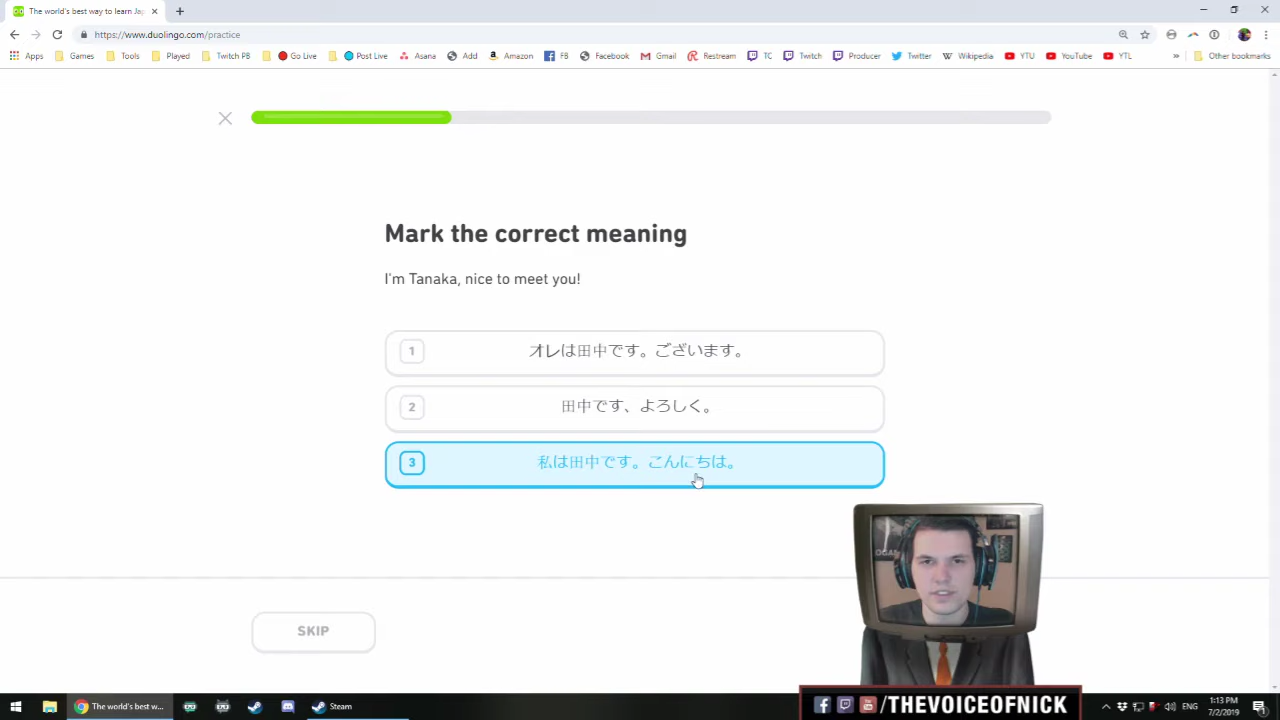 The world's best way to learn Jap
https://www.duolingo.com/practice
Apps Games Tools Played Twitch PB Go Live Post Live Asana Add Amazon FB Facebook Gmail Restream TC Twitch Producer Twitter Wikipedia YTU YouTube YTL » Other bookmarks
Mark the correct meaning
I'm Tanaka, nice to meet you!
1 オレは田中です。ございます。
2 田中です、よろしく。
3 私は田中です。こんにちは。
SKIP
/THEVOICEOFNICK
The world's best w...
Steam
ENG
1:13 PM
7/2/2019